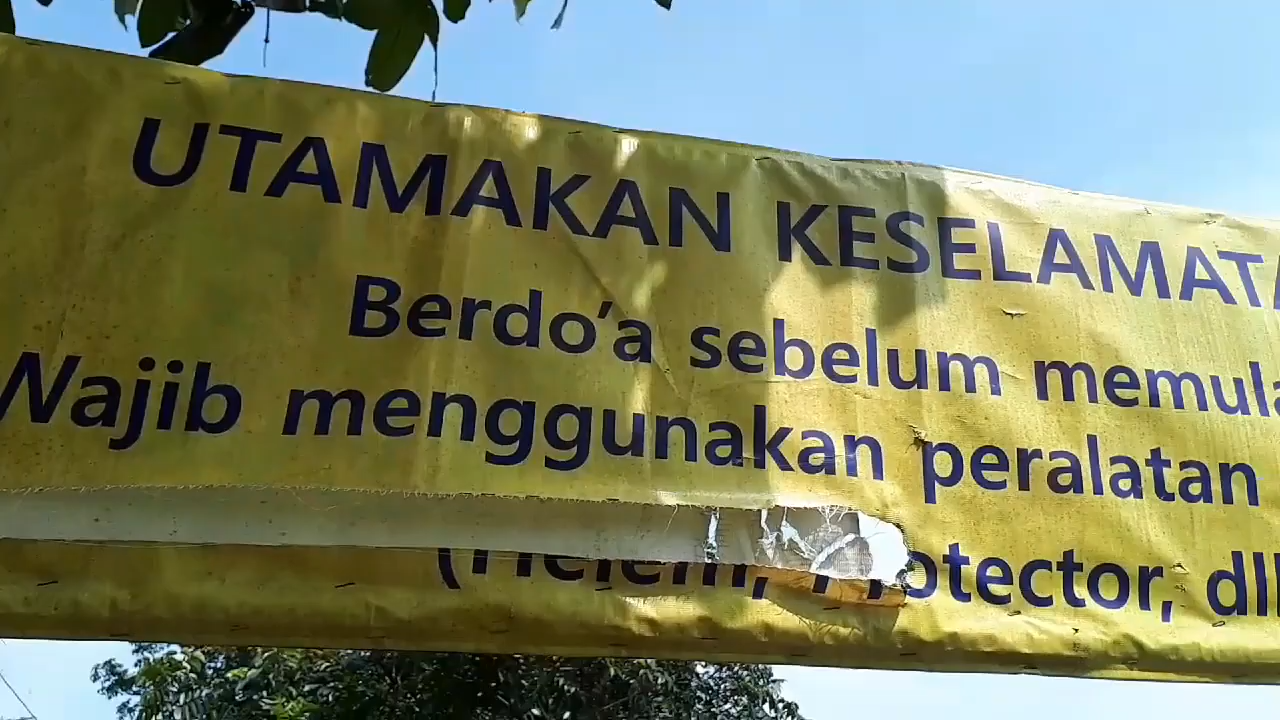 UTAMAKAN KESELAMATA
Berdo'a sebelum memula
Wajib menggunakan peralatan
(Helem, Protector, dll